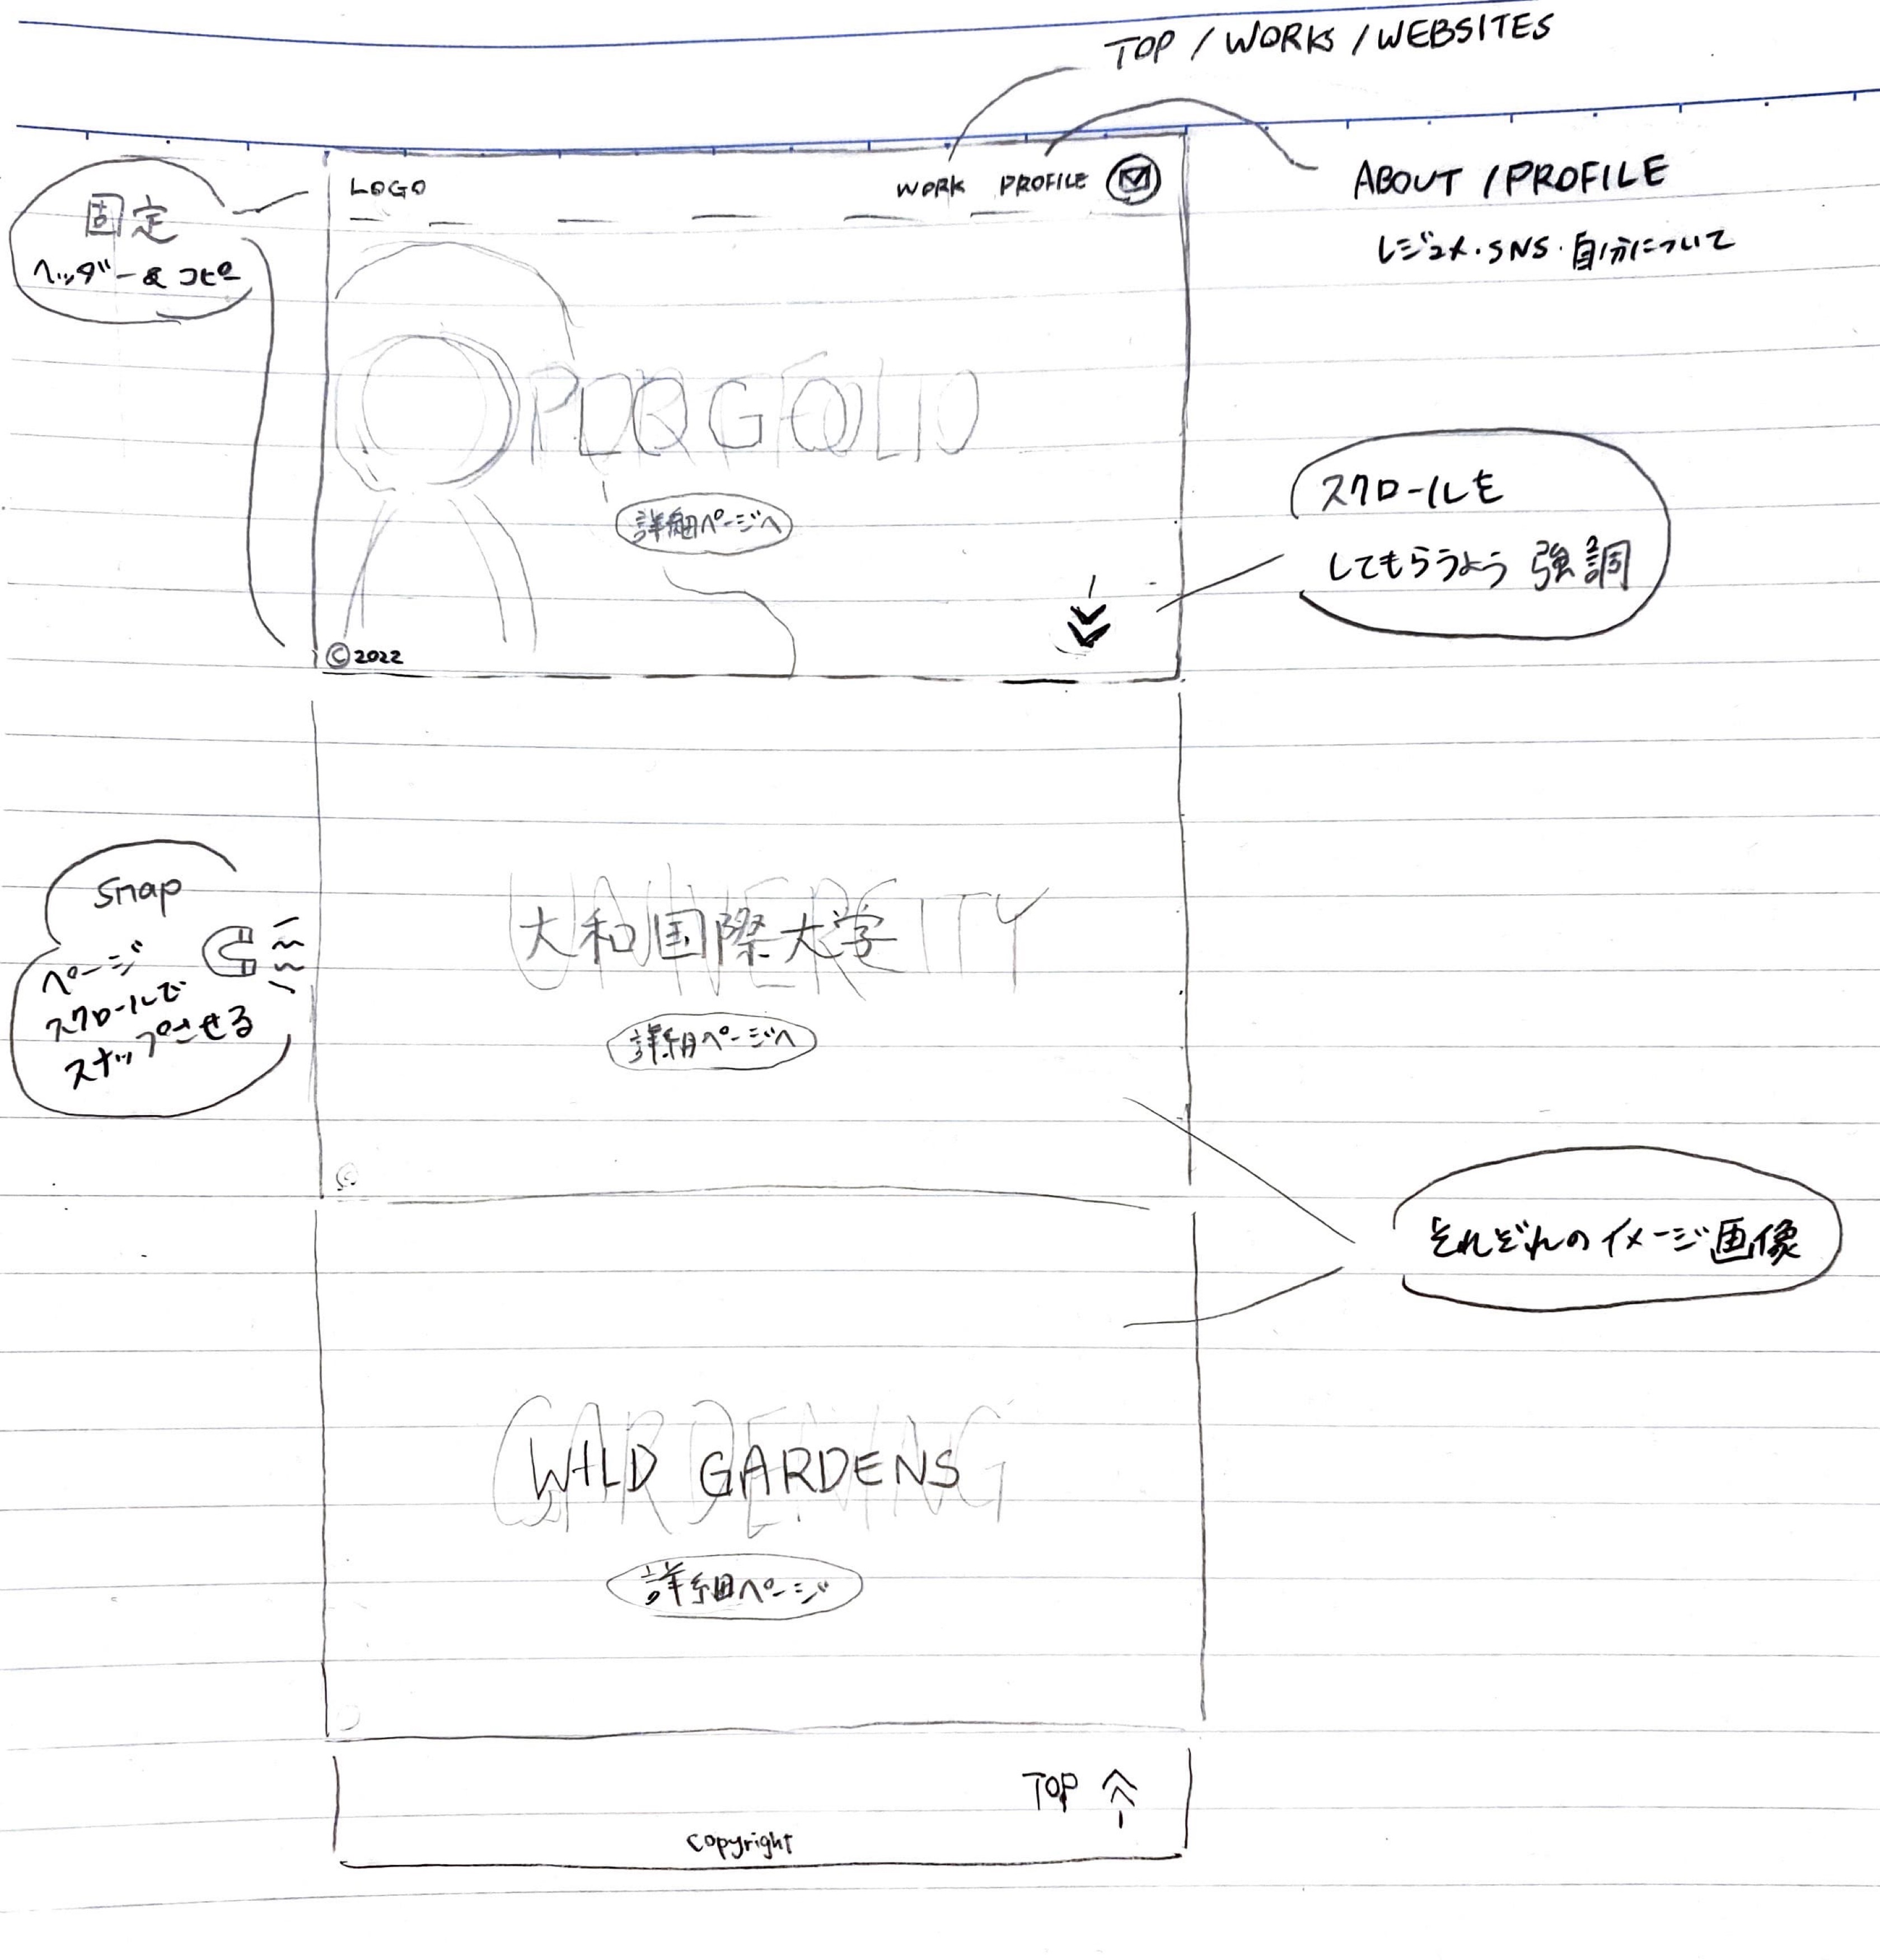 TOP / WORKS / WEBSITES
固定
ヘッダー & コピー
LOGO
WORK PROFILE
ABOUT / PROFILE
レジュメ・SNS・自分について
詳細ページへ
スクロールを
してもらうよう 強調
© 2022
Snap
ページ
スクロールで
スナップさせる
UNIVERSITY
大和国際大学
詳細ページへ
©
それぞれのイメージ画像
GARDENING
WILD GARDENS
詳細ページ
TOP
Copyright